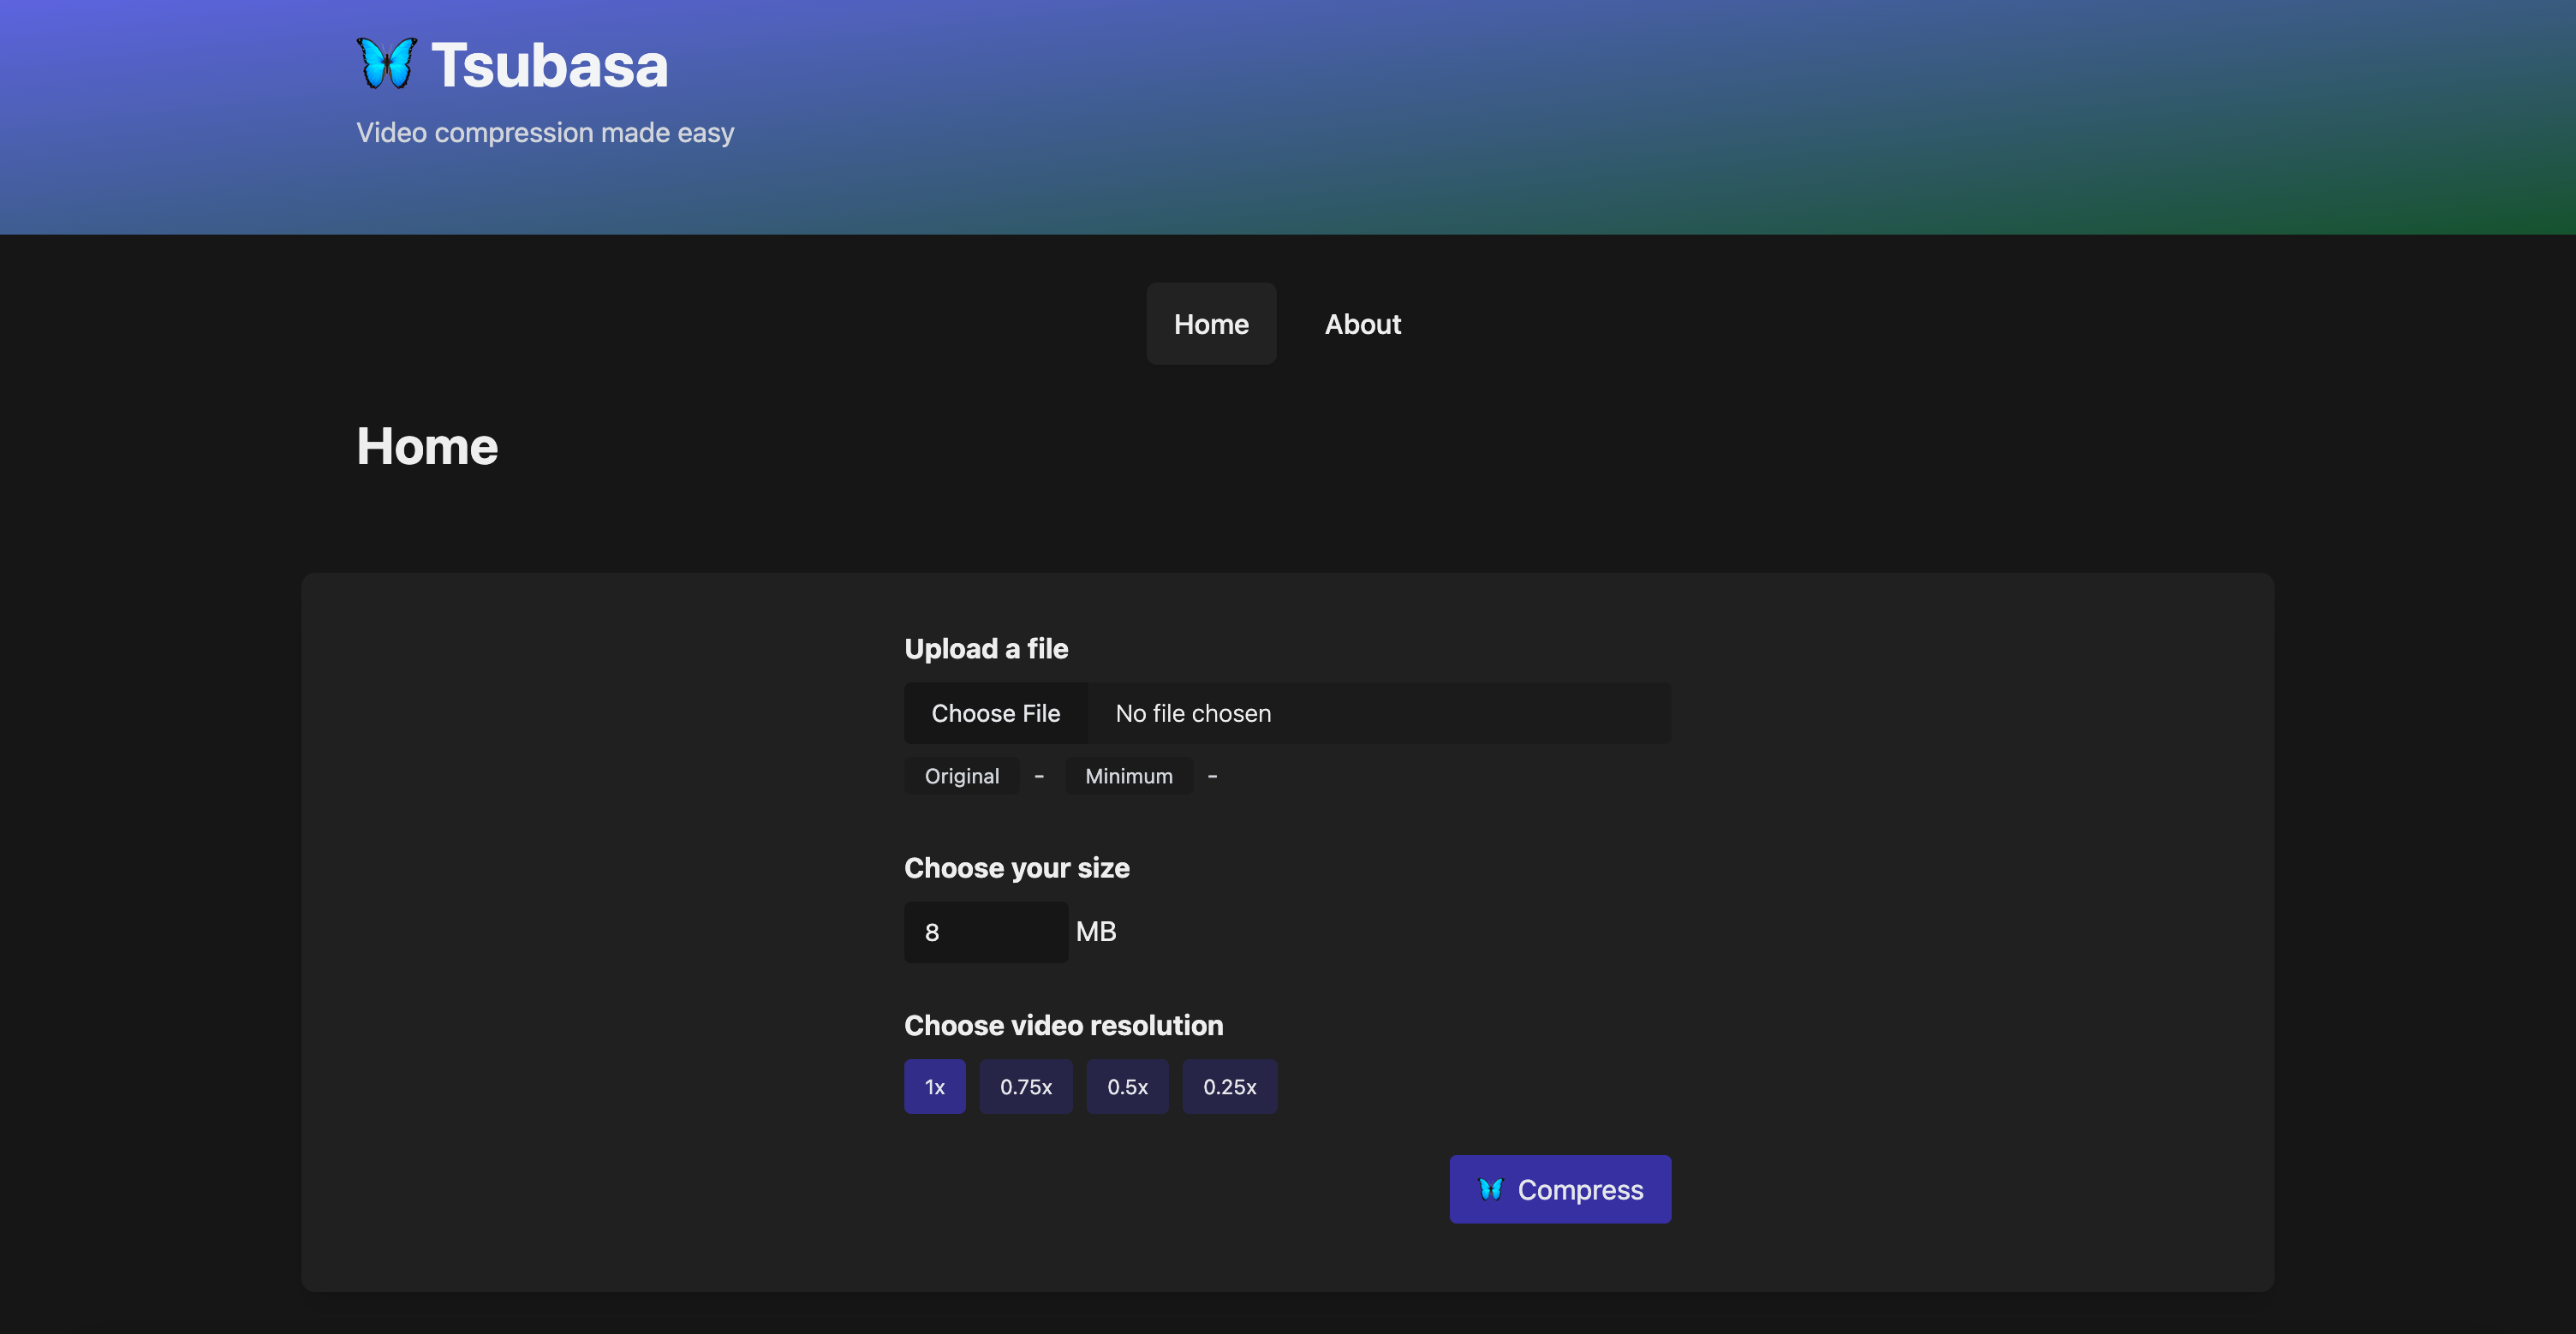 Tsubasa
Video compression made easy
Home About
Home
Upload a file
Choose File No file chosen
Original - Minimum -
Choose your size
8 MB
Choose video resolution
1x 0.75x 0.5x 0.25x
Compress